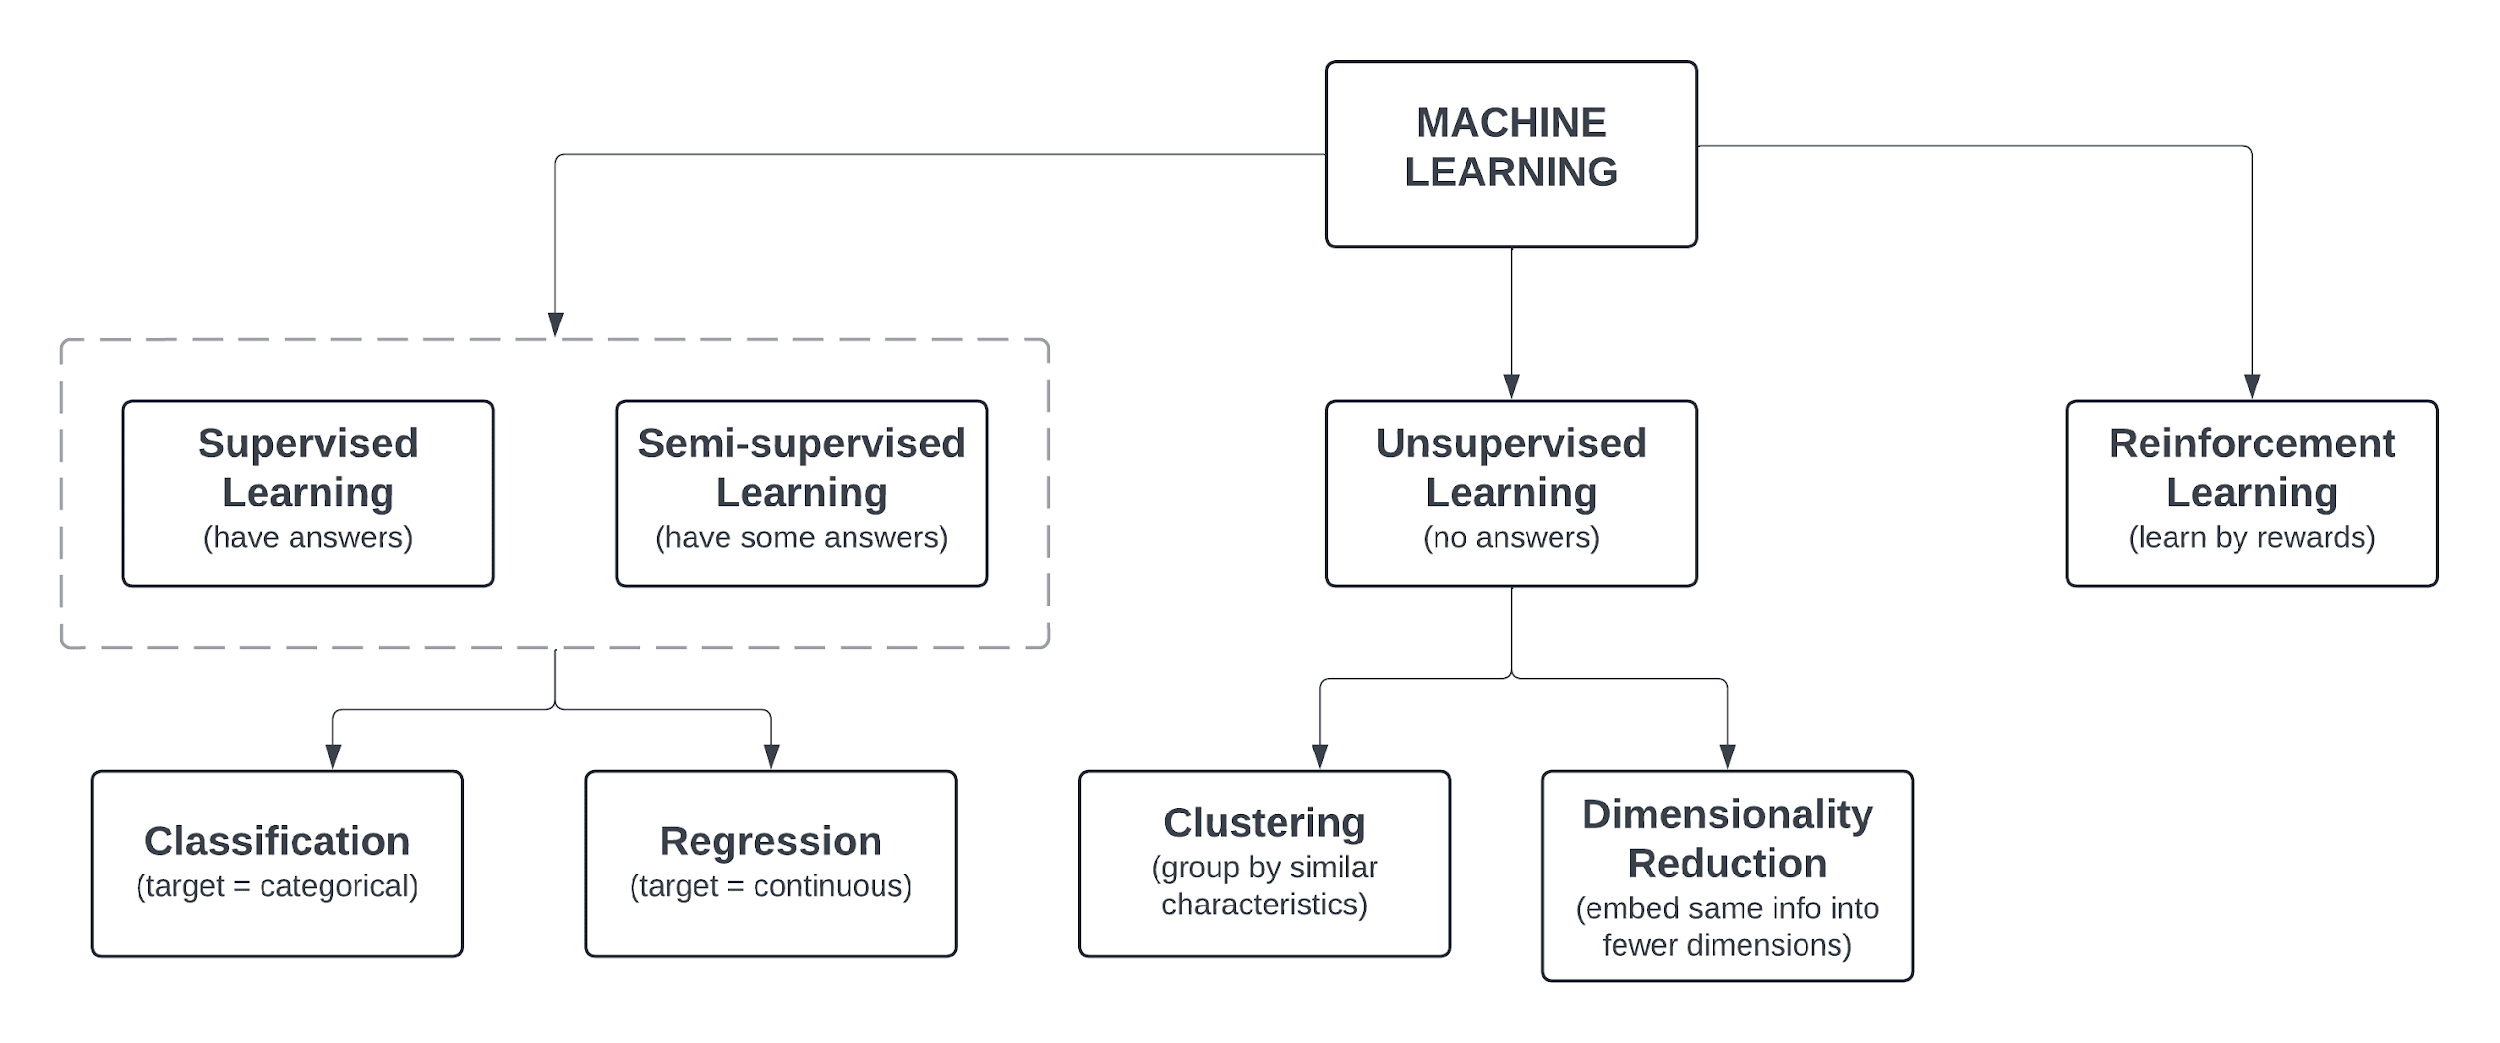 MACHINE
LEARNING
Supervised
Learning
(have answers)
Semi-supervised
Learning
(have some answers)
Unsupervised
Learning
(no answers)
Reinforcement
Learning
(learn by rewards)
Classification
(target = categorical)
Regression
(target = continuous)
Clustering
(group by similar
characteristics)
Dimensionality
Reduction
(embed same info into
fewer dimensions)